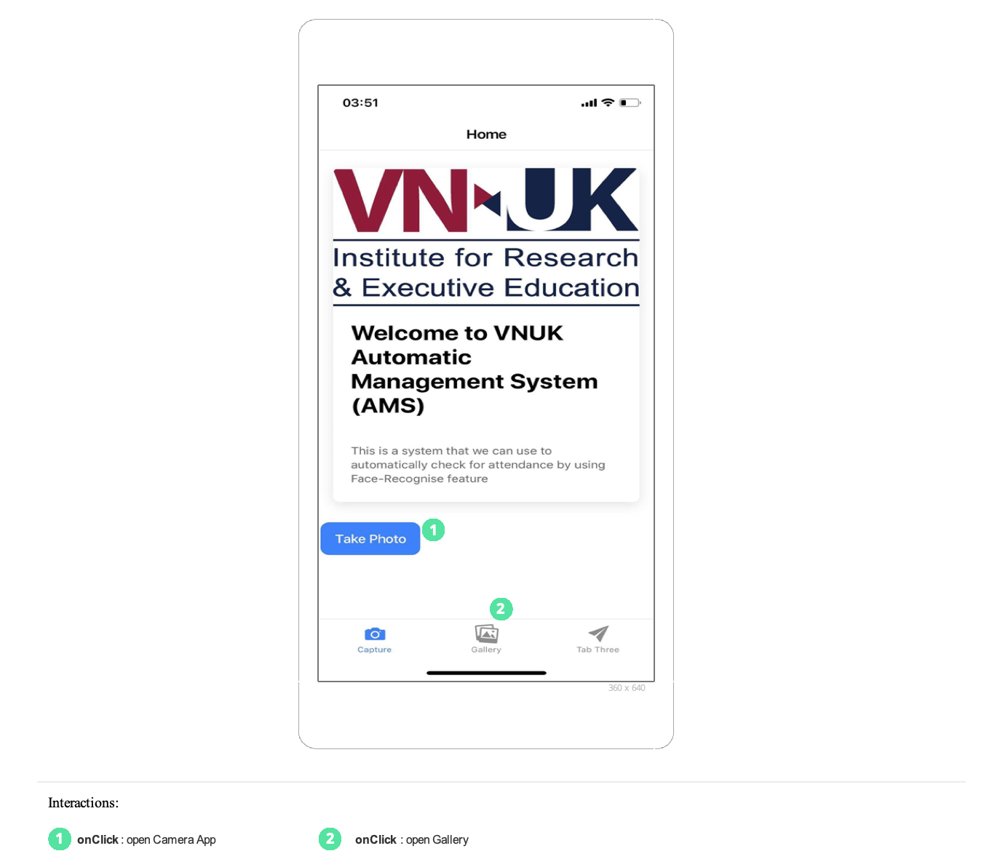 03:51
Home
VN UK
Institute for Research
& Executive Education
Welcome to VNUK
Automatic
Management System
(AMS)
This is a system that we can use to
automatically check for attendance by using
Face-Recognise feature
Take Photo 1
2
Capture Gallery Tab Three
360 x 640
Interactions:
1 onClick : open Camera App 2 onClick : open Gallery